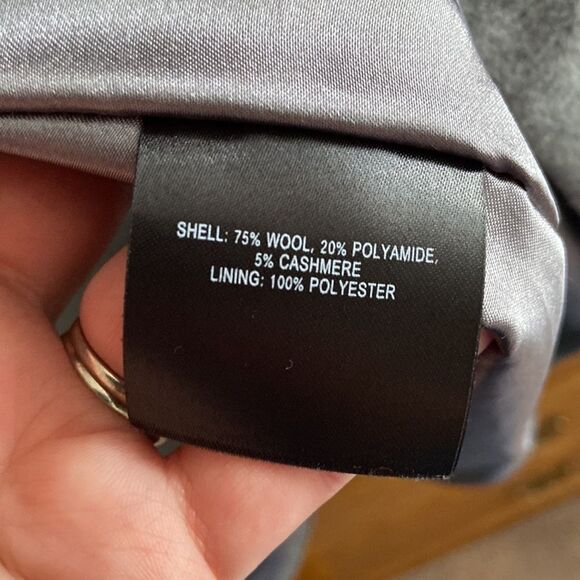 SHELL: 75% WOOL, 20% POLYAMIDE,
5% CASHMERE
LINING: 100% POLYESTER